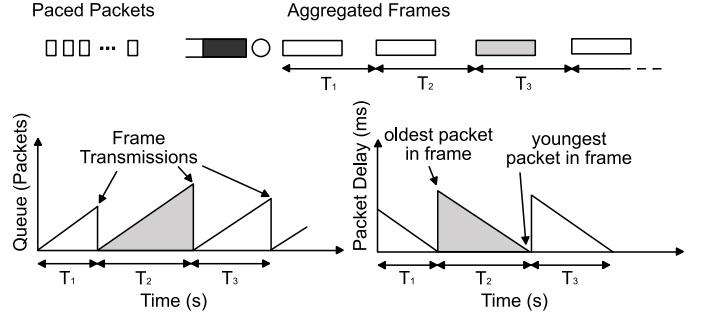 Paced Packets
Aggregated Frames
...
T1
T2
T3
Queue (Packets)
Frame
Transmissions
T1
T2
T3
Time (s)
Packet Delay (ms)
oldest packet
in frame
youngest
packet in frame
T1
T2
T3
Time (s)